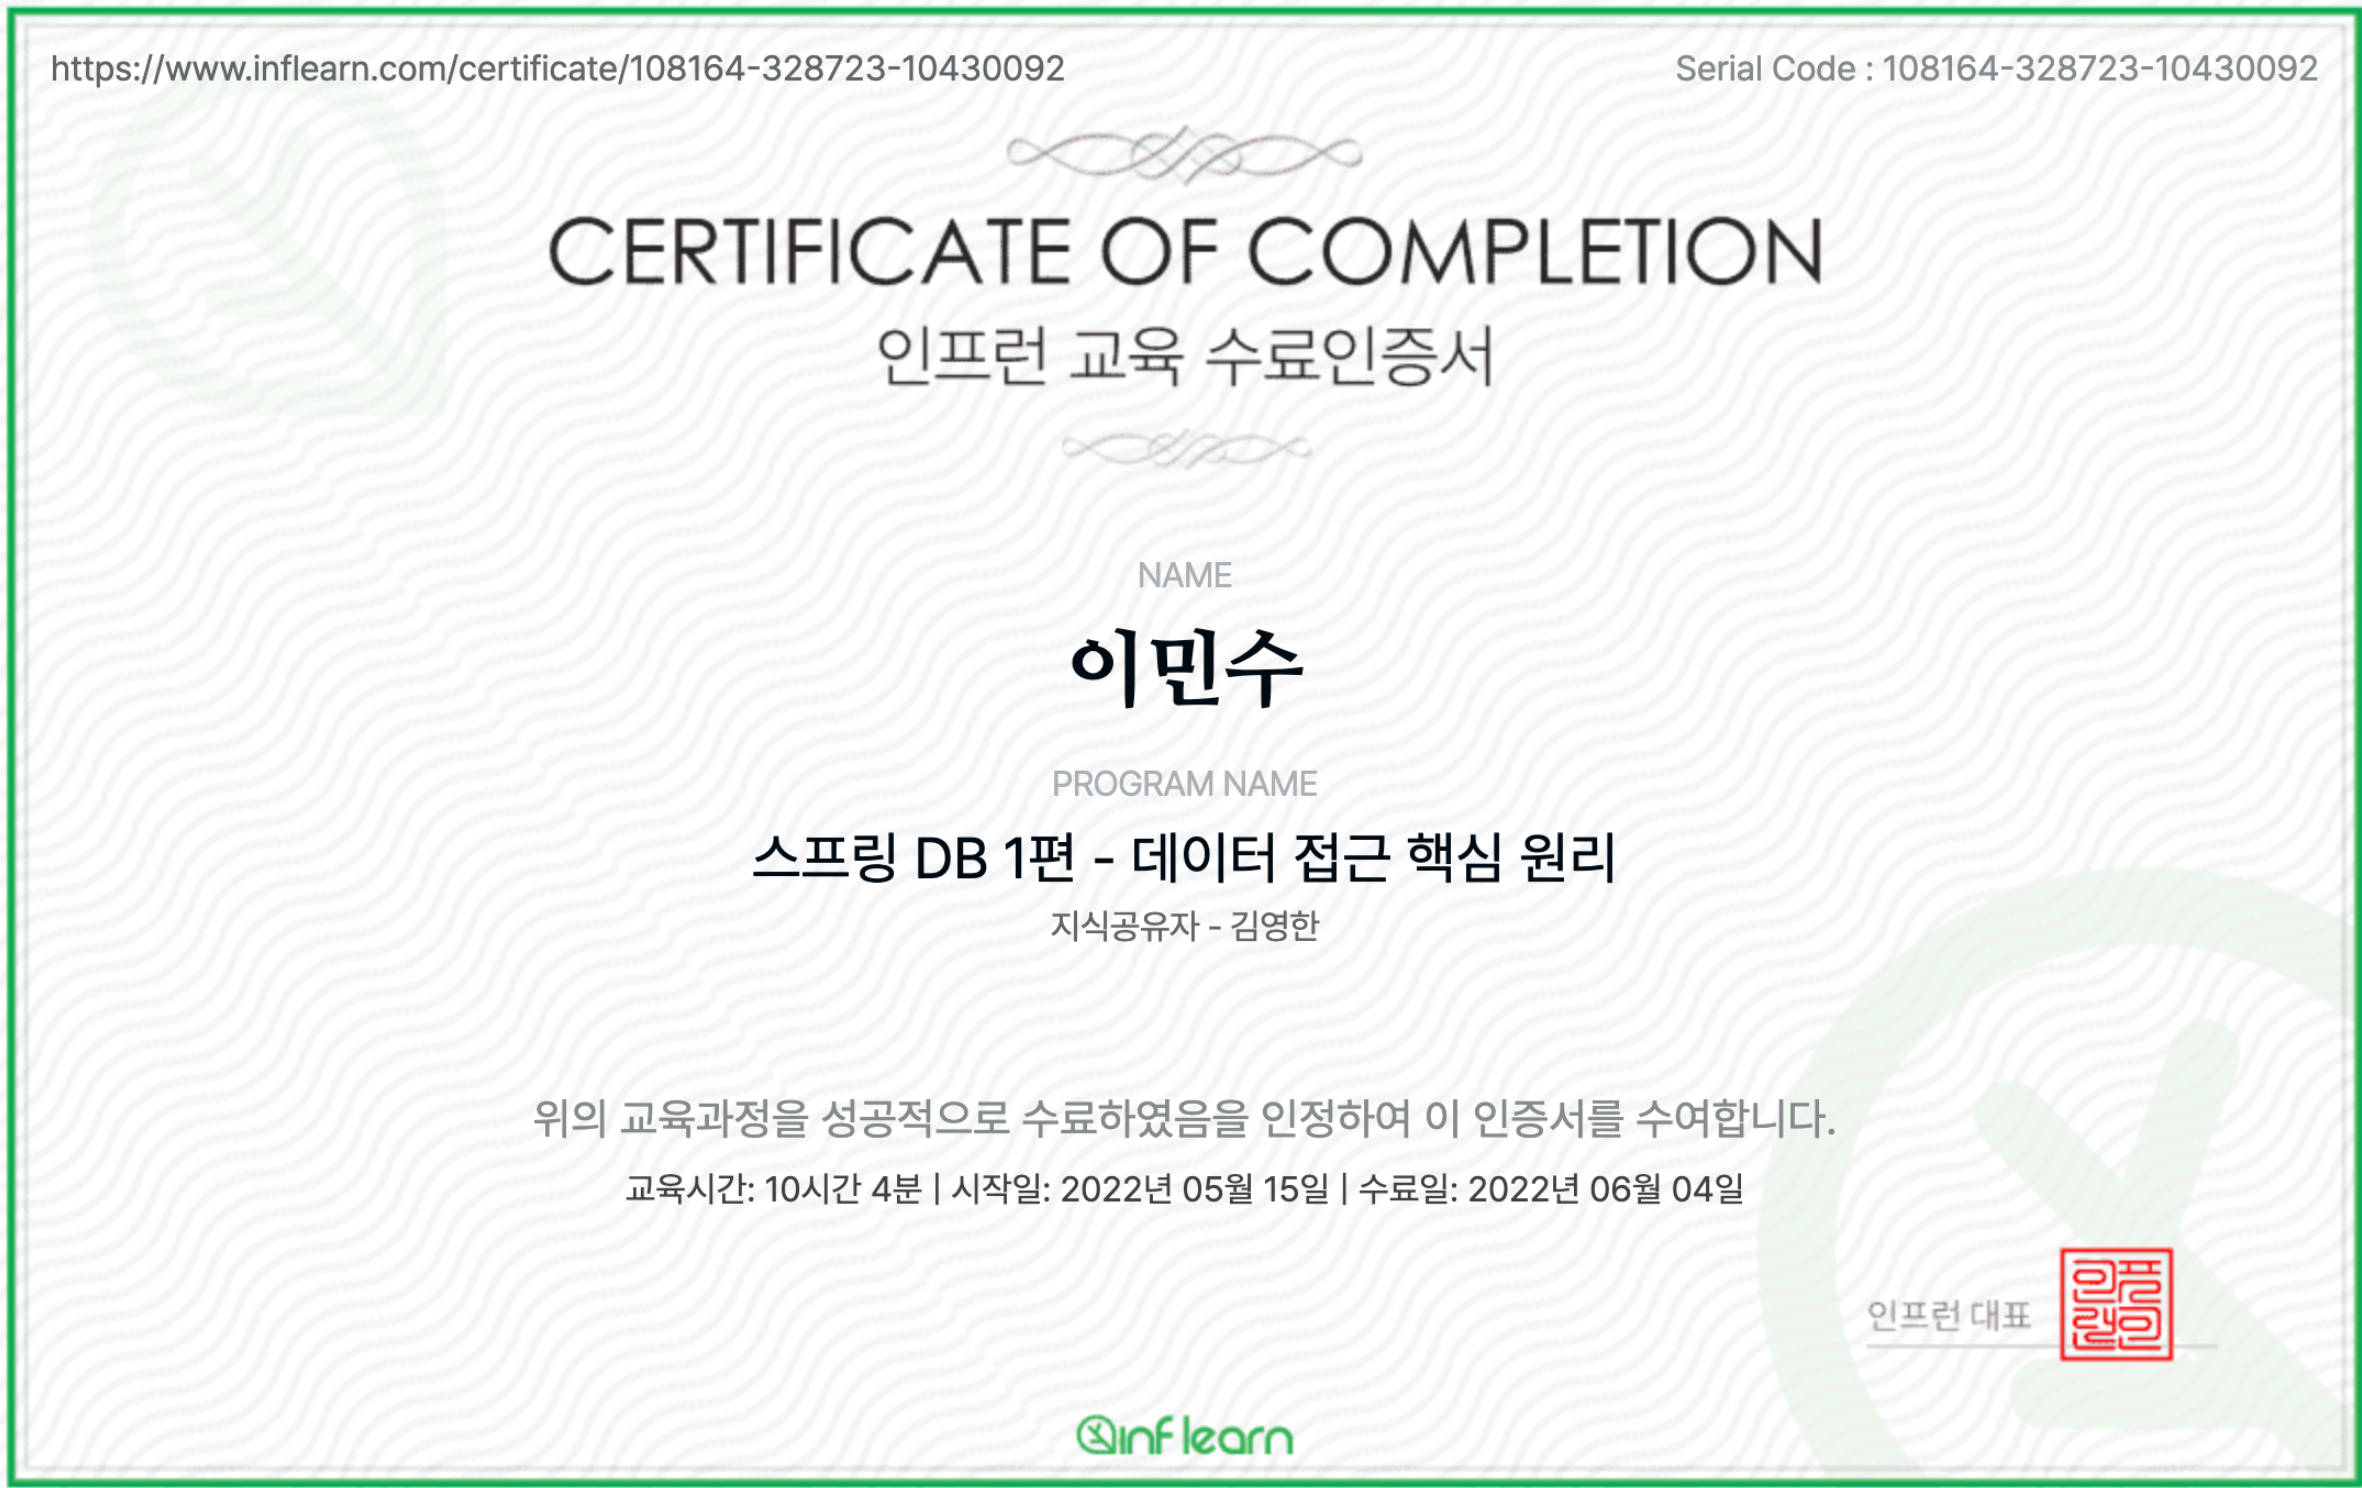 https://www.inflearn.com/certificate/108164-328723-10430092
Serial Code : 108164-328723-10430092
CERTIFICATE OF COMPLETION
인프런 교육 수료인증서
NAME
이민수
PROGRAM NAME
스프링 DB 1편 - 데이터 접근 핵심 원리
지식공유자 - 김영한
위의 교육과정을 성공적으로 수료하였음을 인정하여 이 인증서를 수여합니다.
교육시간: 10시간 4분 | 시작일: 2022년 05월 15일 | 수료일: 2022년 06월 04일
인프런 대표
inflearn